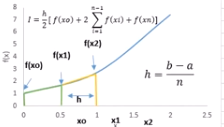 I = h/2 [ f(xo) + 2 n-1 ∑ i=1 f(xi) + f(xn)]
f(x)
8
7
6
5
4
3
2
1
0
f(xo)
f(x1)
f(x2)
h
h = b − a / n
0 0.5 1 1.5 2 2.5
xo x1 x2
x